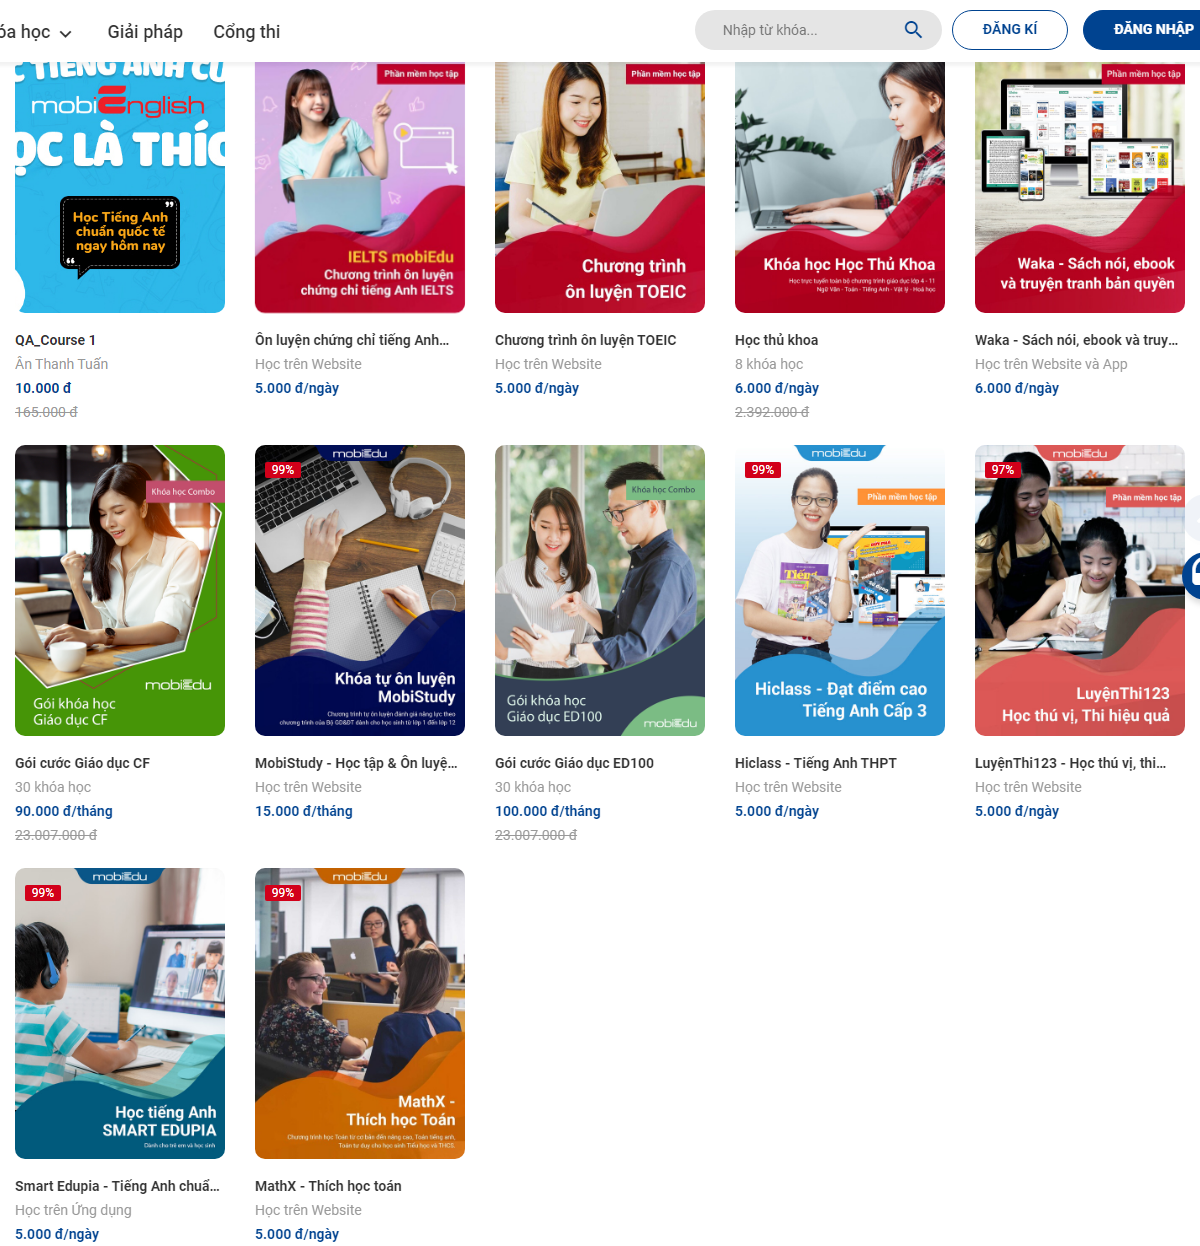 óa học
Giải pháp
Cổng thi
Nhập từ khóa...
ĐĂNG KÍ
ĐĂNG NHẬP
mobiEnglish
ỌC LÀ THÍC
Học Tiếng Anh
chuẩn quốc tế
ngay hôm nay
QA_Course 1
Ân Thanh Tuấn
10.000 đ
165.000 đ
Phần mềm học tập
IELTS mobiEdu
Chương trình ôn luyện
chứng chỉ tiếng Anh IELTS
Ôn luyện chứng chỉ tiếng Anh...
Học trên Website
5.000 đ/ngày
Phần mềm học tập
Chương trình
ôn luyện TOEIC
Chương trình ôn luyện TOEIC
Học trên Website
5.000 đ/ngày
Khóa học Học Thủ Khoa
Học trực tuyến toàn bộ chương trình giáo dục lớp 4 - 11
Ngữ Văn - Toán - Tiếng Anh - Vật lý - Hoá học
Học thủ khoa
8 khóa học
6.000 đ/ngày
2.392.000 đ
Phần mềm học tập
Waka - Sách nói, ebook
và truyện tranh bản quyền
Waka - Sách nói, ebook và truy...
Học trên Website và App
6.000 đ/ngày
Khóa học Combo
mobiEdu
Gói khóa học
Giáo dục CF
Gói cước Giáo dục CF
30 khóa học
90.000 đ/tháng
23.007.000 đ
mobiEdu
99%
Khóa tự ôn luyện
MobiStudy
Chương trình tự ôn luyện đánh giá năng lực theo
chương trình của Bộ GD&ĐT dành cho học sinh từ lớp 1 đến lớp 12
MobiStudy - Học tập & Ôn luyệ...
Học trên Website
15.000 đ/tháng
Khóa học Combo
Gói khóa học
Giáo dục ED100
mobiEdu
Gói cước Giáo dục ED100
30 khóa học
100.000 đ/tháng
23.007.000 đ
mobiEdu
99%
Phần mềm học tập
Tiếng
Hiclass - Đạt điểm cao
Tiếng Anh Cấp 3
Hiclass - Tiếng Anh THPT
Học trên Website
5.000 đ/ngày
mobiEdu
97%
Phần mềm học tập
LuyệnThi123
Học thú vị, Thi hiệu quả
LuyệnThi123 - Học thú vị, thi...
Học trên Website
5.000 đ/ngày
mobiEdu
99%
Học tiếng Anh
SMART EDUPIA
Dành cho trẻ em và học sinh
Smart Edupia - Tiếng Anh chuẩ...
Học trên Ứng dụng
5.000 đ/ngày
mobiEdu
99%
MathX -
Thích học Toán
Chương trình học Toán từ cơ bản đến nâng cao, Toán tiếng anh,
Toán tư duy cho học sinh Tiểu học và THCS.
MathX - Thích học toán
Học trên Website
5.000 đ/ngày